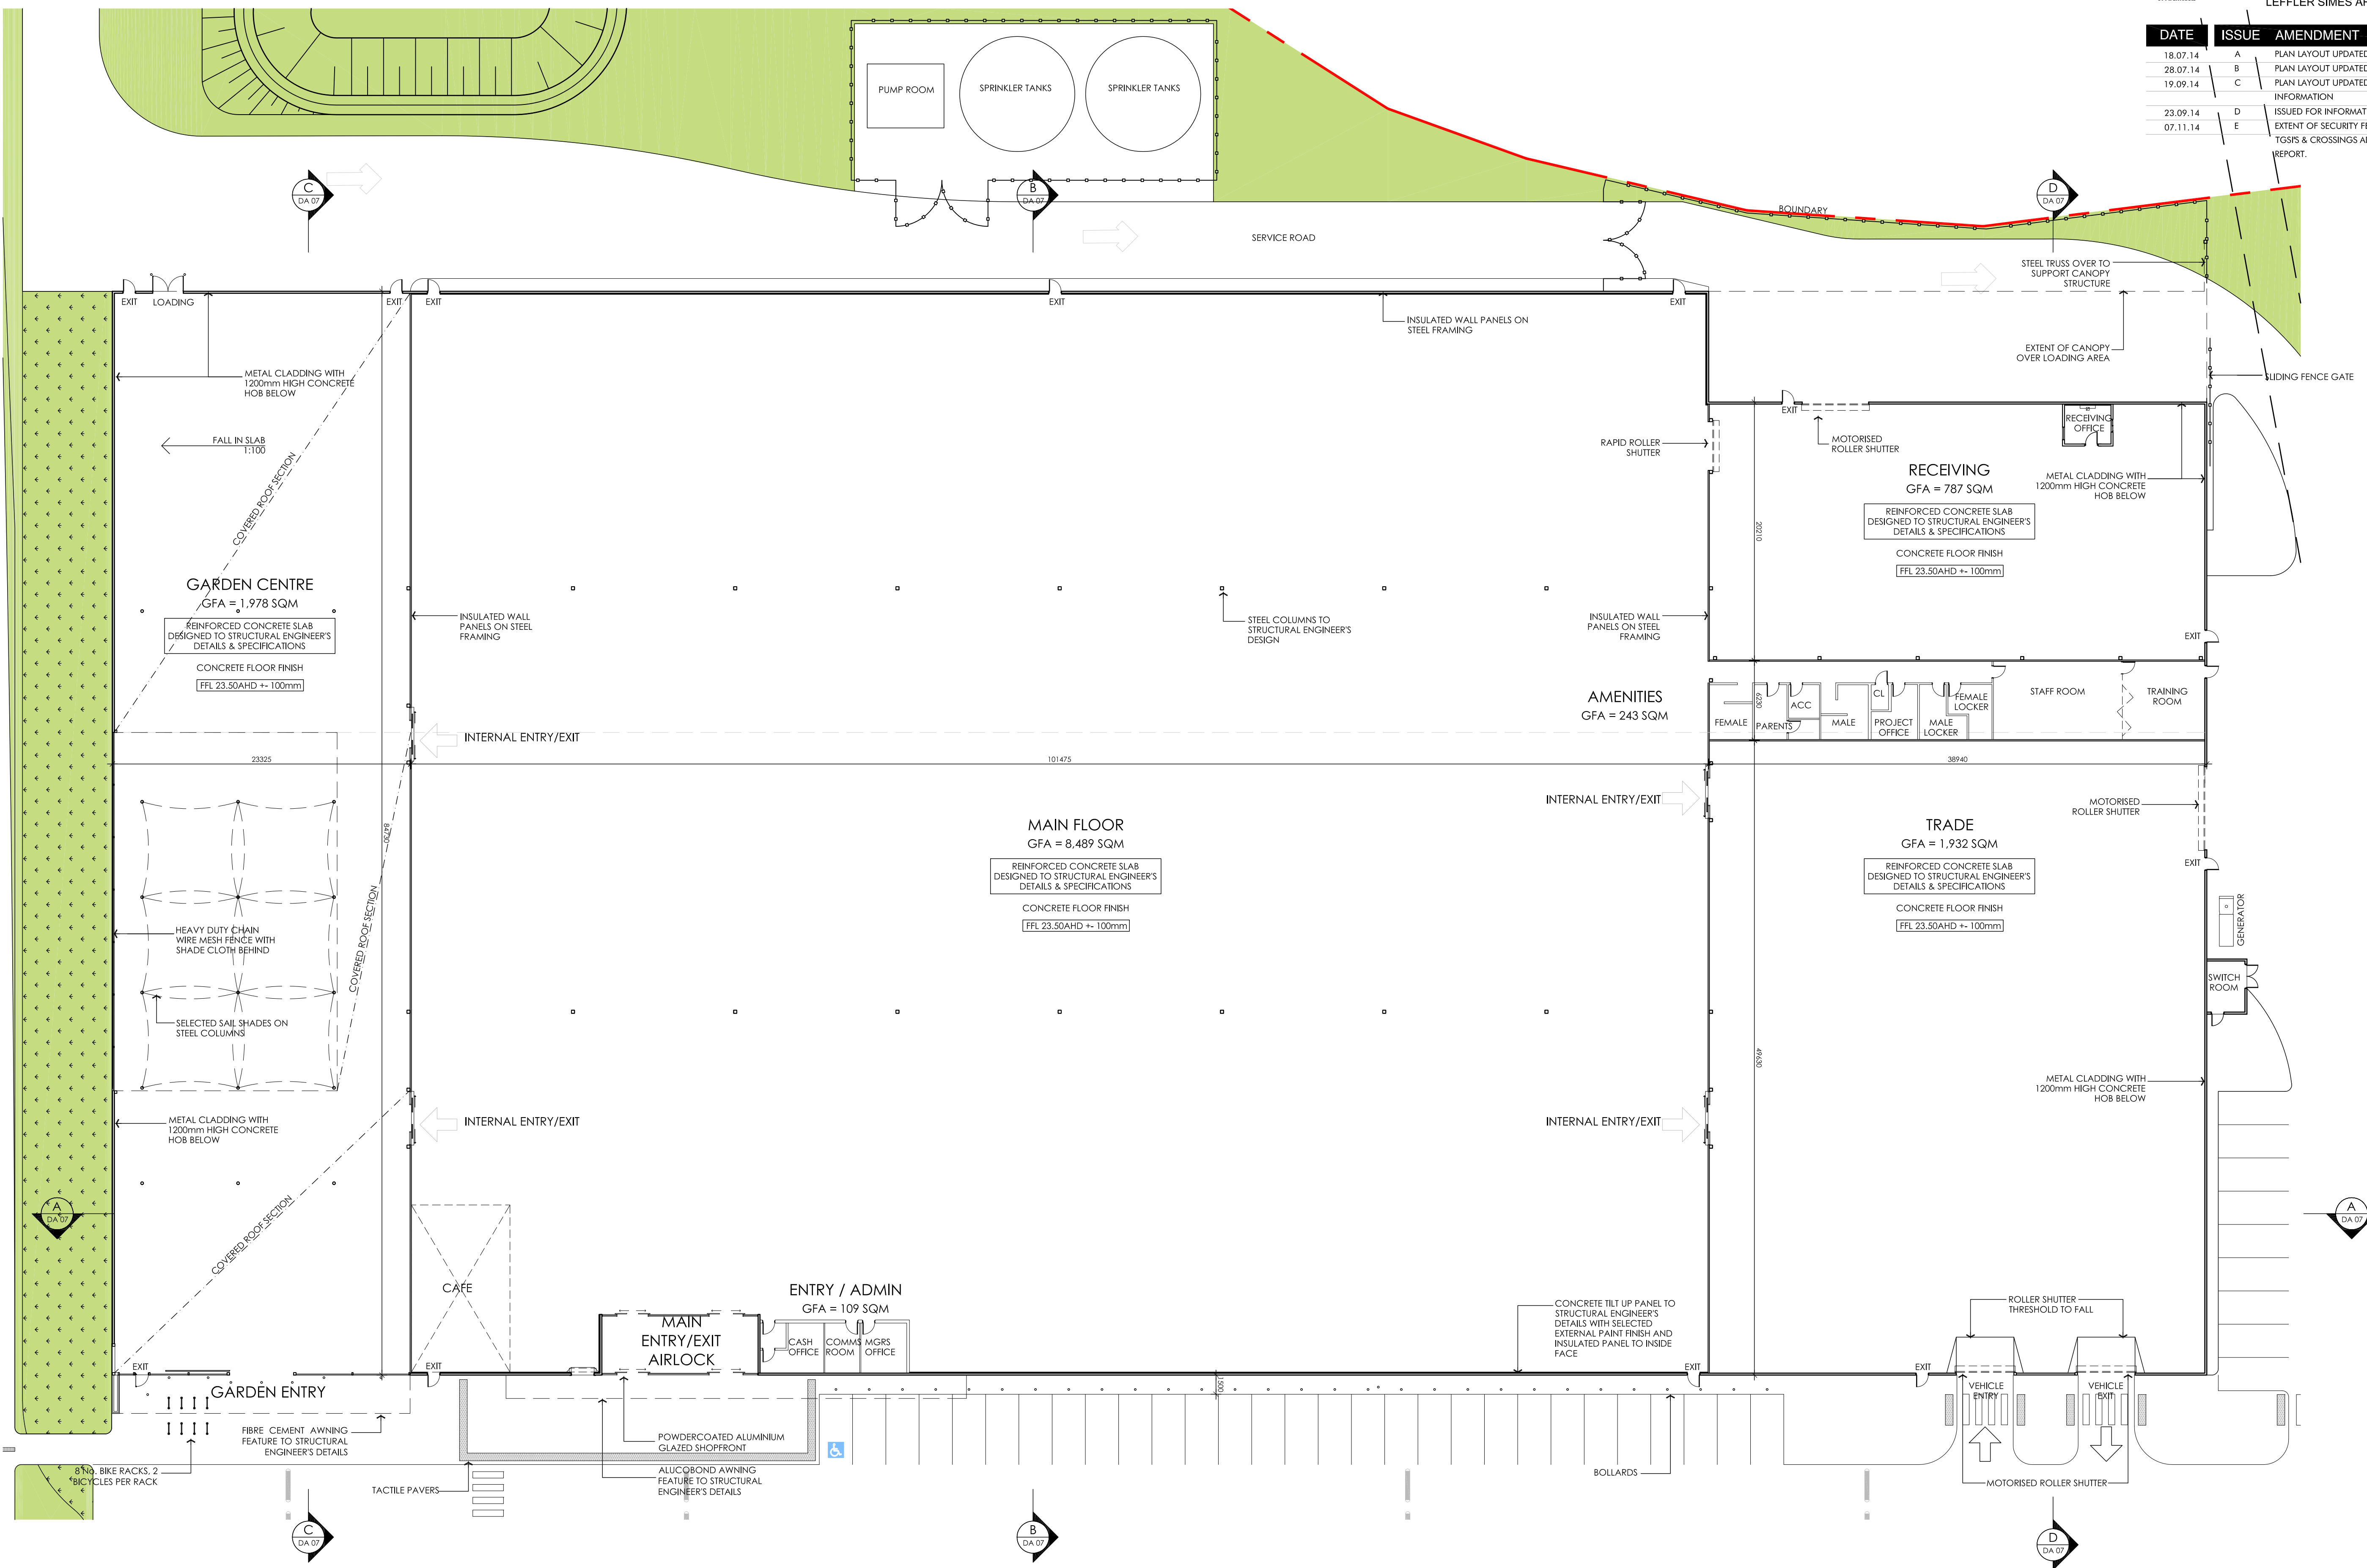 LEFFLER SIMES
DATE ISSUE AMENDMENT
18.07.14 A PLAN LAYOUT UPDATED
28.07.14 B PLAN LAYOUT UPDATED
19.09.14 C PLAN LAYOUT UPDATED
INFORMATION
23.09.14 D ISSUED FOR
07.11.14 E EXTENT OF SECURITY
TGSI'S & CROSSINGS
REPORT.
PUMP ROOM
SPRINKLER TANKS
SPRINKLER TANKS
C
DA 07
B
DA 07
D
DA 07
BOUNDARY
SERVICE ROAD
STEEL TRUSS OVER TO
SUPPORT CANOPY
STRUCTURE
EXIT
LOADING
EXIT
EXIT
EXIT
EXIT
INSULATED WALL PANELS ON
STEEL FRAMING
EXTENT OF CANOPY
OVER LOADING AREA
SLIDING FENCE GATE
METAL CLADDING WITH
1200mm HIGH CONCRETE
HOB BELOW
FALL IN SLAB
1:100
COVERED ROOF SECTION
EXIT
RECEIVING
OFFICE
RAPID ROLLER
SHUTTER
MOTORISED
ROLLER SHUTTER
RECEIVING
GFA = 787 SQM
REINFORCED CONCRETE SLAB
DESIGNED TO STRUCTURAL ENGINEER'S
DETAILS & SPECIFICATIONS
CONCRETE FLOOR FINISH
FFL 23.50AHD +- 100mm
METAL CLADDING WITH
1200mm HIGH CONCRETE
HOB BELOW
20210
GARDEN CENTRE
GFA = 1,978 SQM
REINFORCED CONCRETE SLAB
DESIGNED TO STRUCTURAL ENGINEER'S
DETAILS & SPECIFICATIONS
CONCRETE FLOOR FINISH
FFL 23.50AHD +- 100mm
INSULATED WALL
PANELS ON STEEL
FRAMING
STEEL COLUMNS TO
STRUCTURAL ENGINEER'S
DESIGN
INSULATED WALL
PANELS ON STEEL
FRAMING
EXIT
AMENITIES
GFA = 243 SQM
6230
FEMALE
PARENTS
ACC
MALE
CL
PROJECT
OFFICE
MALE
LOCKER
FEMALE
LOCKER
STAFF ROOM
TRAINING
ROOM
INTERNAL ENTRY/EXIT
23325
101475
38940
INTERNAL ENTRY/EXIT
MOTORISED
ROLLER SHUTTER
84730
MAIN FLOOR
GFA = 8,489 SQM
REINFORCED CONCRETE SLAB
DESIGNED TO STRUCTURAL ENGINEER'S
DETAILS & SPECIFICATIONS
CONCRETE FLOOR FINISH
FFL 23.50AHD +- 100mm
TRADE
GFA = 1,932 SQM
REINFORCED CONCRETE SLAB
DESIGNED TO STRUCTURAL ENGINEER'S
DETAILS & SPECIFICATIONS
CONCRETE FLOOR FINISH
FFL 23.50AHD +- 100mm
EXIT
GENERATOR
SWITCH
ROOM
COVERED ROOF SECTION
HEAVY DUTY CHAIN
WIRE MESH FENCE WITH
SHADE CLOTH BEHIND
SELECTED SAIL SHADES ON
STEEL COLUMNS
49630
METAL CLADDING WITH
1200mm HIGH CONCRETE
HOB BELOW
METAL CLADDING WITH
1200mm HIGH CONCRETE
HOB BELOW
INTERNAL ENTRY/EXIT
INTERNAL ENTRY/EXIT
A
DA 07
A
DA 07
COVERED ROOF SECTION
CAFE
ENTRY / ADMIN
GFA = 109 SQM
MAIN
ENTRY/EXIT
AIRLOCK
CASH
OFFICE
COMMS
ROOM
MGRS
OFFICE
CONCRETE TILT UP PANEL TO
STRUCTURAL ENGINEER'S
DETAILS WITH SELECTED
EXTERNAL PAINT FINISH AND
INSULATED PANEL TO INSIDE
FACE
ROLLER SHUTTER
THRESHOLD TO FALL
EXIT
EXIT
EXIT
EXIT
GARDEN ENTRY
1500
VEHICLE
ENTRY
VEHICLE
EXIT
FIBRE CEMENT AWNING
FEATURE TO STRUCTURAL
ENGINEER'S DETAILS
POWDERCOATED ALUMINIUM
GLAZED SHOPFRONT
8 No. BIKE RACKS, 2
BICYCLES PER RACK
TACTILE PAVERS
ALUCOBOND AWNING
FEATURE TO STRUCTURAL
ENGINEER'S DETAILS
BOLLARDS
MOTORISED ROLLER SHUTTER
C
DA 07
B
DA 07
D
DA 07